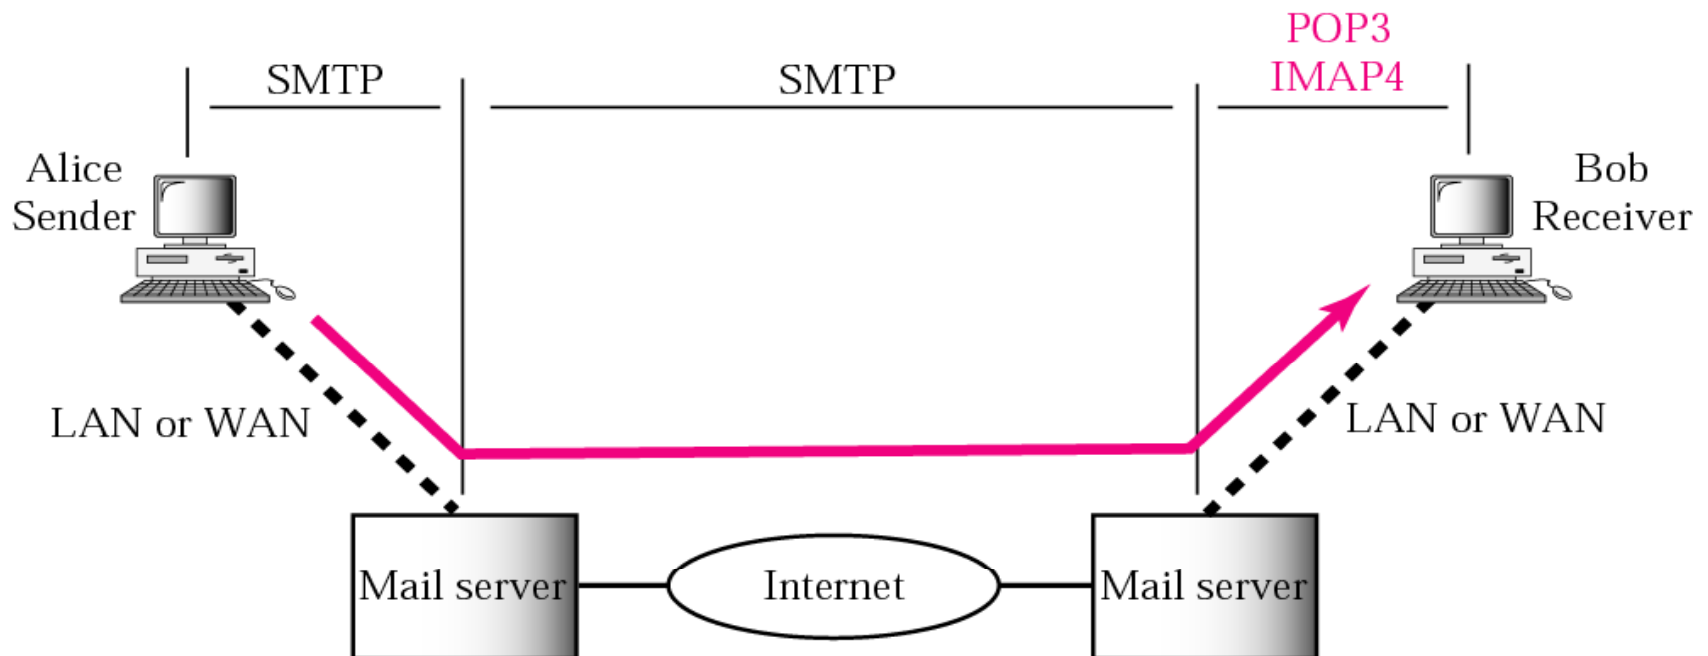 POP3
IMAP4
SMTP
SMTP
Alice
Sender
Bob
Receiver
LAN or WAN
LAN or WAN
Mail server
Internet
Mail server